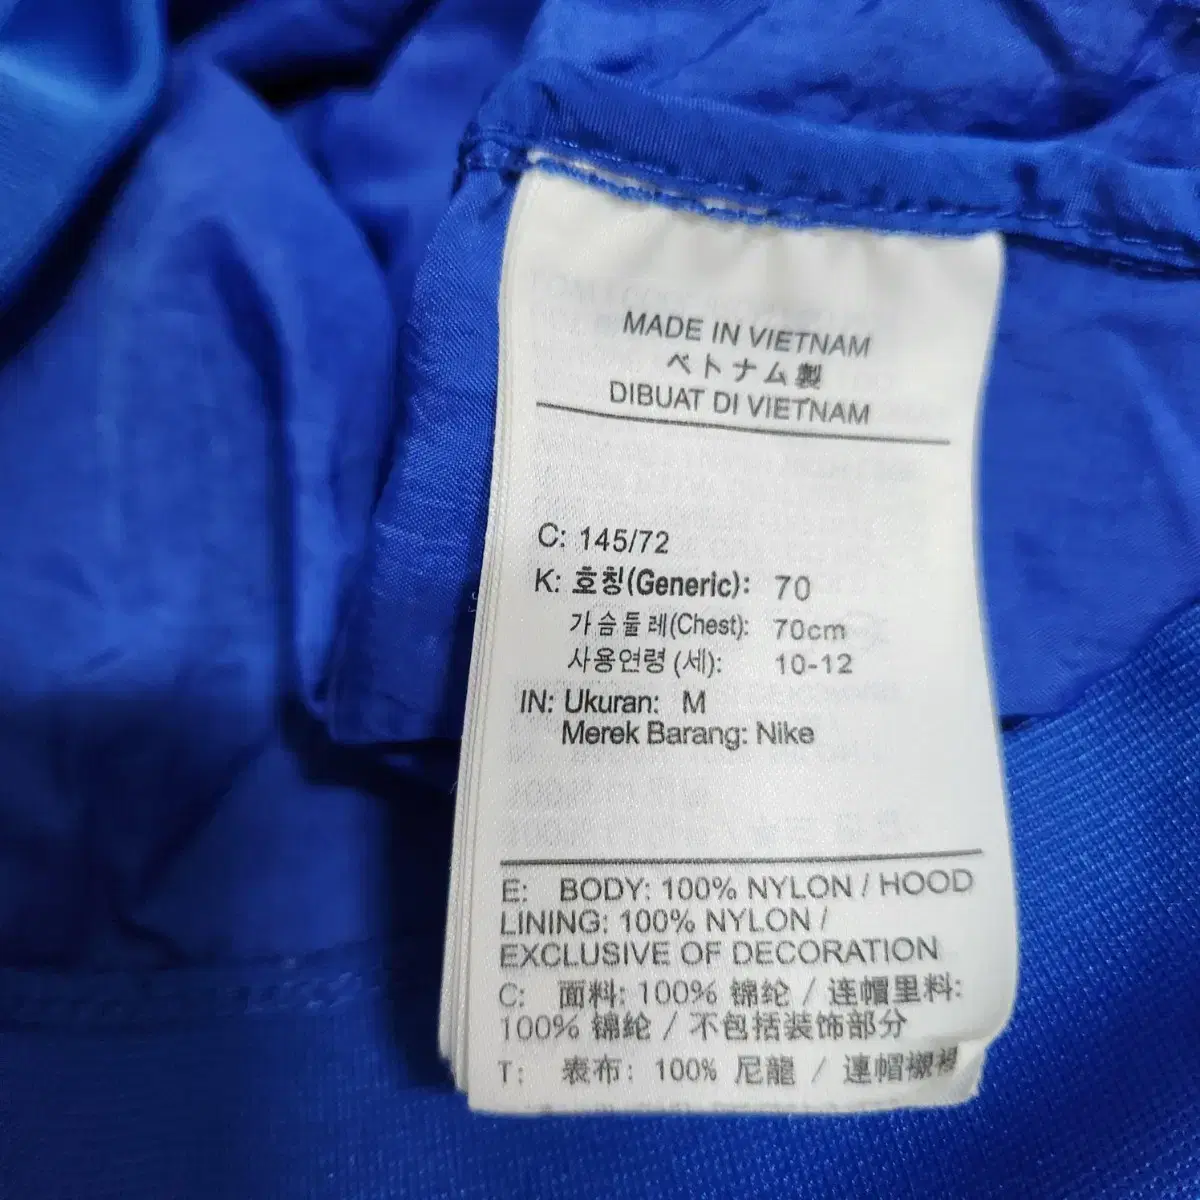 MADE IN VIETNAM
ベトナム製
DIBUAT DI VIETNAM
C: 145/72
K: 호칭(Generic): 70
가슴둘레(Chest): 70cm
사용연령 (세): 10-12
IN: Ukuran: M
Merek Barang: Nike
E: BODY: 100% NYLON / HOOD
LINING: 100% NYLON /
EXCLUSIVE OF DECORATION
C: 面料: 100% 锦纶 / 连帽里料:
100% 锦纶 / 不包括装饰部分
T: 表布: 100% 尼龍 / 連帽襯裡